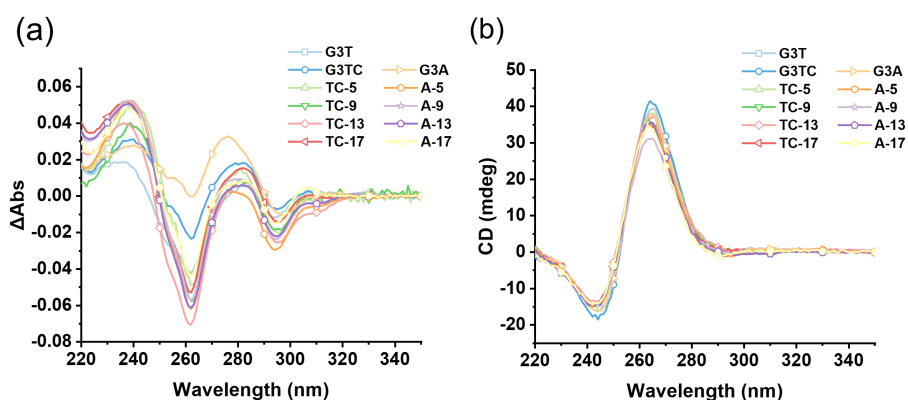 (a)
G3T
G3TC G3A
TC-5 A-5
TC-9 A-9
TC-13 A-13
TC-17 A-17
0.06
0.04
0.02
0.00
-0.02
-0.04
-0.06
-0.08
ΔAbs
220 240 260 280 300 320 340
Wavelength (nm)
(b)
G3T
G3TC G3A
TC-5 A-5
TC-9 A-9
TC-13 A-13
TC-17 A-17
50
40
30
20
10
0
-10
-20
CD (mdeg)
220 240 260 280 300 320 340
Wavelength (nm)